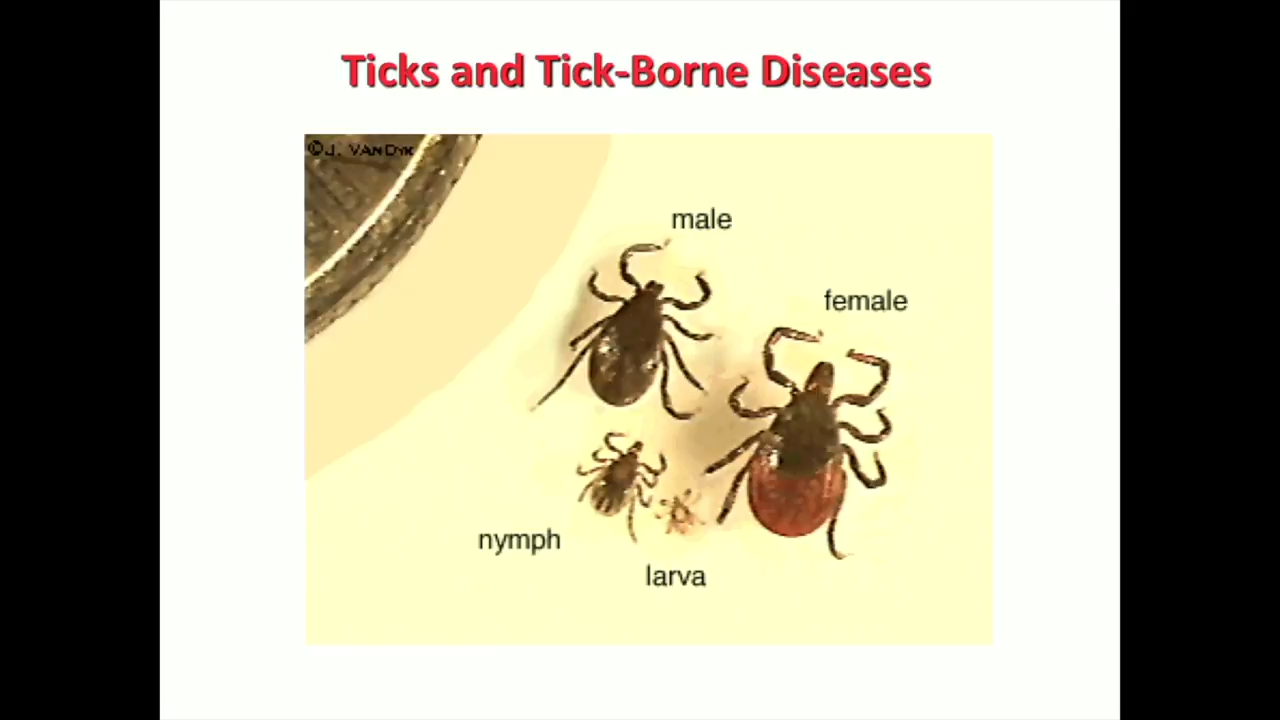 Ticks and Tick-Borne Diseases
©J. VANDYK
male
female
nymph
larva